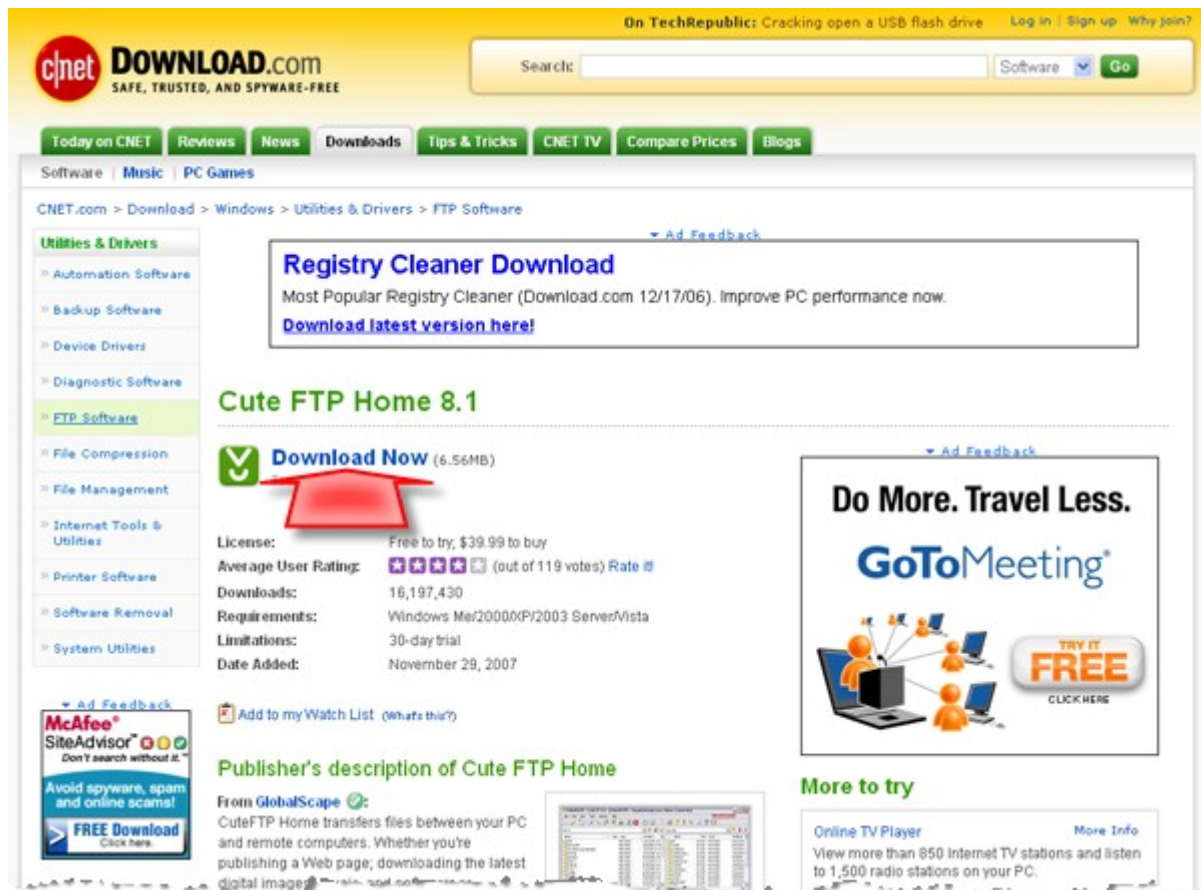 On TechRepublic: Cracking open a USB flash drive Log in | Sign up Why join?
c|net DOWNLOAD.com
SAFE, TRUSTED, AND SPYWARE-FREE
Search: Software Go
Today on CNET Reviews News Downloads Tips & Tricks CNET TV Compare Prices Blogs
Software | Music | PC Games
CNET.com > Download > Windows > Utilities & Drivers > FTP Software
Utilities & Drivers
» Automation Software
» Backup Software
» Device Drivers
» Diagnostic Software
» FTP Software
» File Compression
» File Management
» Internet Tools &
Utilities
» Printer Software
» Software Removal
» System Utilities
Ad Feedback
McAfee®
SiteAdvisor™
Don't search without it.™
Avoid spyware, spam
and online scams!
FREE Download
Click here.
Ad Feedback
Registry Cleaner Download
Most Popular Registry Cleaner (Download.com 12/17/06). Improve PC performance now.
Download latest version here!
Cute FTP Home 8.1
Download Now (6.56MB)
License: Free to try; $39.99 to buy
Average User Rating: (out of 119 votes) Rate it!
Downloads: 16,197,430
Requirements: Windows Me/2000/XP/2003 Server/Vista
Limitations: 30-day trial
Date Added: November 29, 2007
Add to my Watch List (What's this?)
Publisher's description of Cute FTP Home
From GlobalScape:
CuteFTP Home transfers files between your PC
and remote computers. Whether you're
publishing a Web page; downloading the latest
digital images
Ad Feedback
Do More. Travel Less.
GoToMeeting®
TRY IT
FREE
CLICK HERE
More to try
Online TV Player More Info
View more than 850 Internet TV stations and listen
to 1,500 radio stations on your PC.